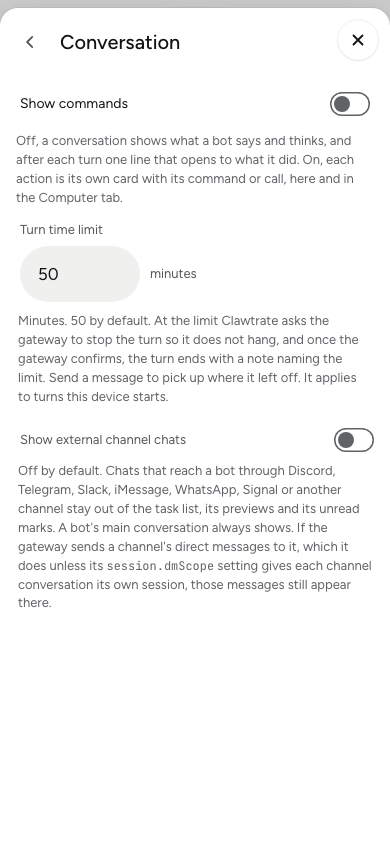 Conversation
Show commands
Off, a conversation shows what a bot says and thinks, and
after each turn one line that opens to what it did. On, each
action is its own card with its command or call, here and in
the Computer tab.
Turn time limit
50
minutes
Minutes. 50 by default. At the limit Clawtrate asks the
gateway to stop the turn so it does not hang, and once the
gateway confirms, the turn ends with a note naming the
limit. Send a message to pick up where it left off. It applies
to turns this device starts.
Show external channel chats
Off by default. Chats that reach a bot through Discord,
Telegram, Slack, iMessage, WhatsApp, Signal or another
channel stay out of the task list, its previews and its unread
marks. A bot's main conversation always shows. If the
gateway sends a channel's direct messages to it, which it
does unless its session.dmScope setting gives each channel
conversation its own session, those messages still appear
there.